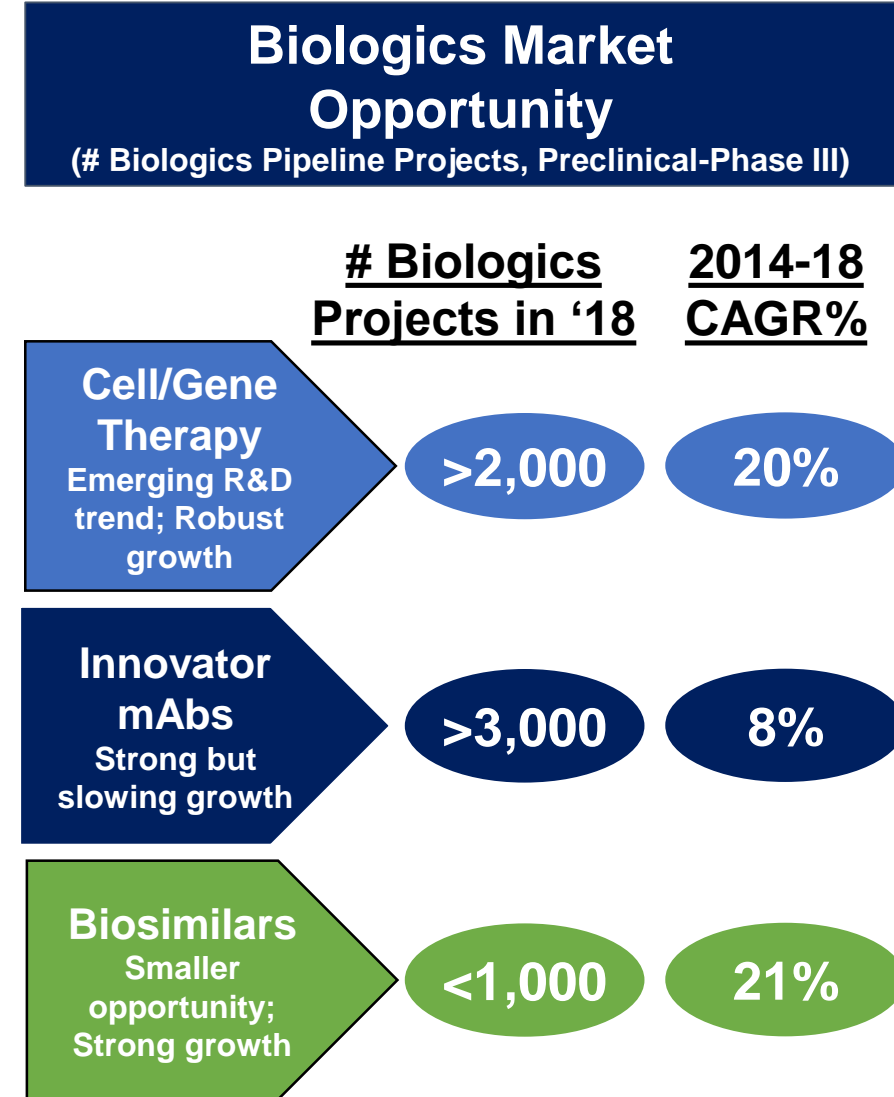 Biologics Market
Opportunity
(# Biologics Pipeline Projects, Preclinical-Phase III)
# Biologics
Projects in ‘18
2014-18
CAGR%
Cell/Gene
Therapy
Emerging R&D
trend; Robust
growth
>2,000
20%
Innovator
mAbs
Strong but
slowing growth
>3,000
8%
Biosimilars
Smaller
opportunity;
Strong growth
<1,000
21%